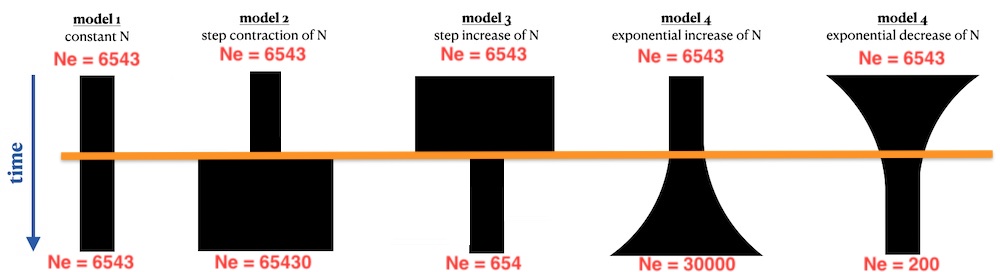 model 1
constant N
Ne = 6543
model 2
step contraction of N
Ne = 6543
model 3
step increase of N
Ne = 6543
model 4
exponential increase of N
Ne = 6543
model 4
exponential decrease of N
Ne = 6543
time
Ne = 6543
Ne = 65430
Ne = 654
Ne = 30000
Ne = 200